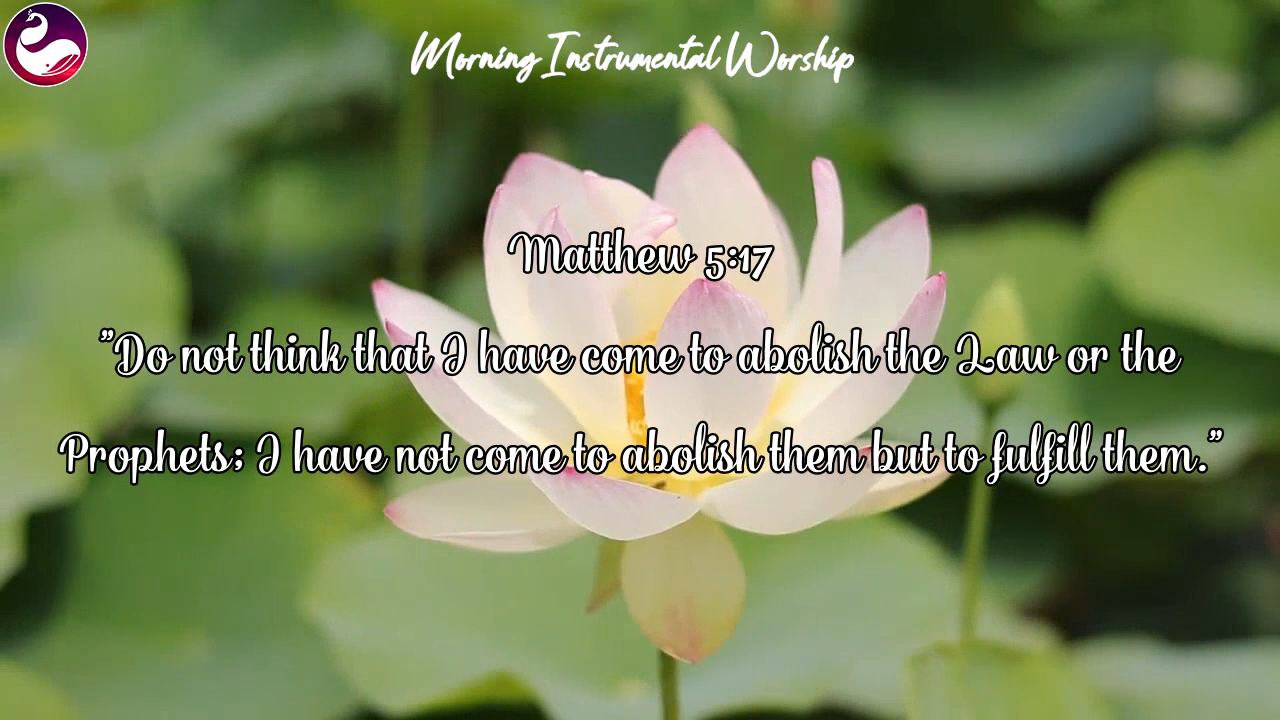 Morning Instrumental Worship
Matthew 5:17
"Do not think that I have come to abolish the Law or the
Prophets; I have not come to abolish them but to fulfill them."